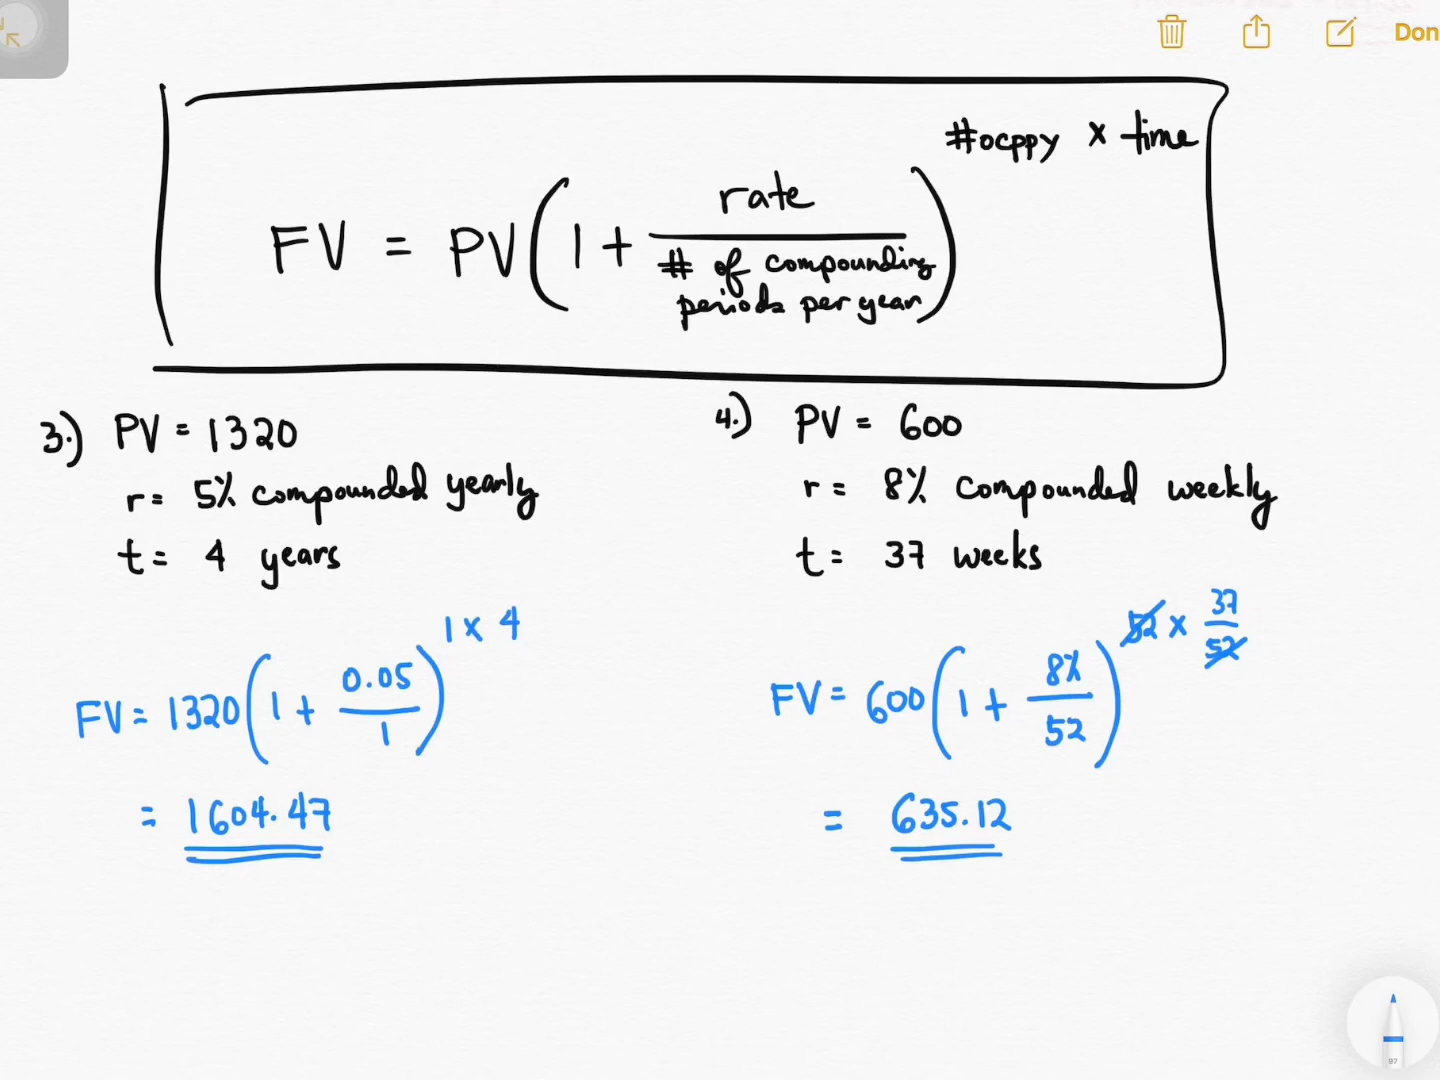 Don
#ocppy x time
FV = PV(1 + rate / # of compounding periods per year)
3.) PV = 1320
r = 5% compounded yearly
t = 4 years
1 x 4
FV = 1320(1 + 0.05 / 1)
= 1604.47
4.) PV = 600
r = 8% compounded weekly
t = 37 weeks
52 x 37 / 52
FV = 600(1 + 8% / 52)
= 635.12
97